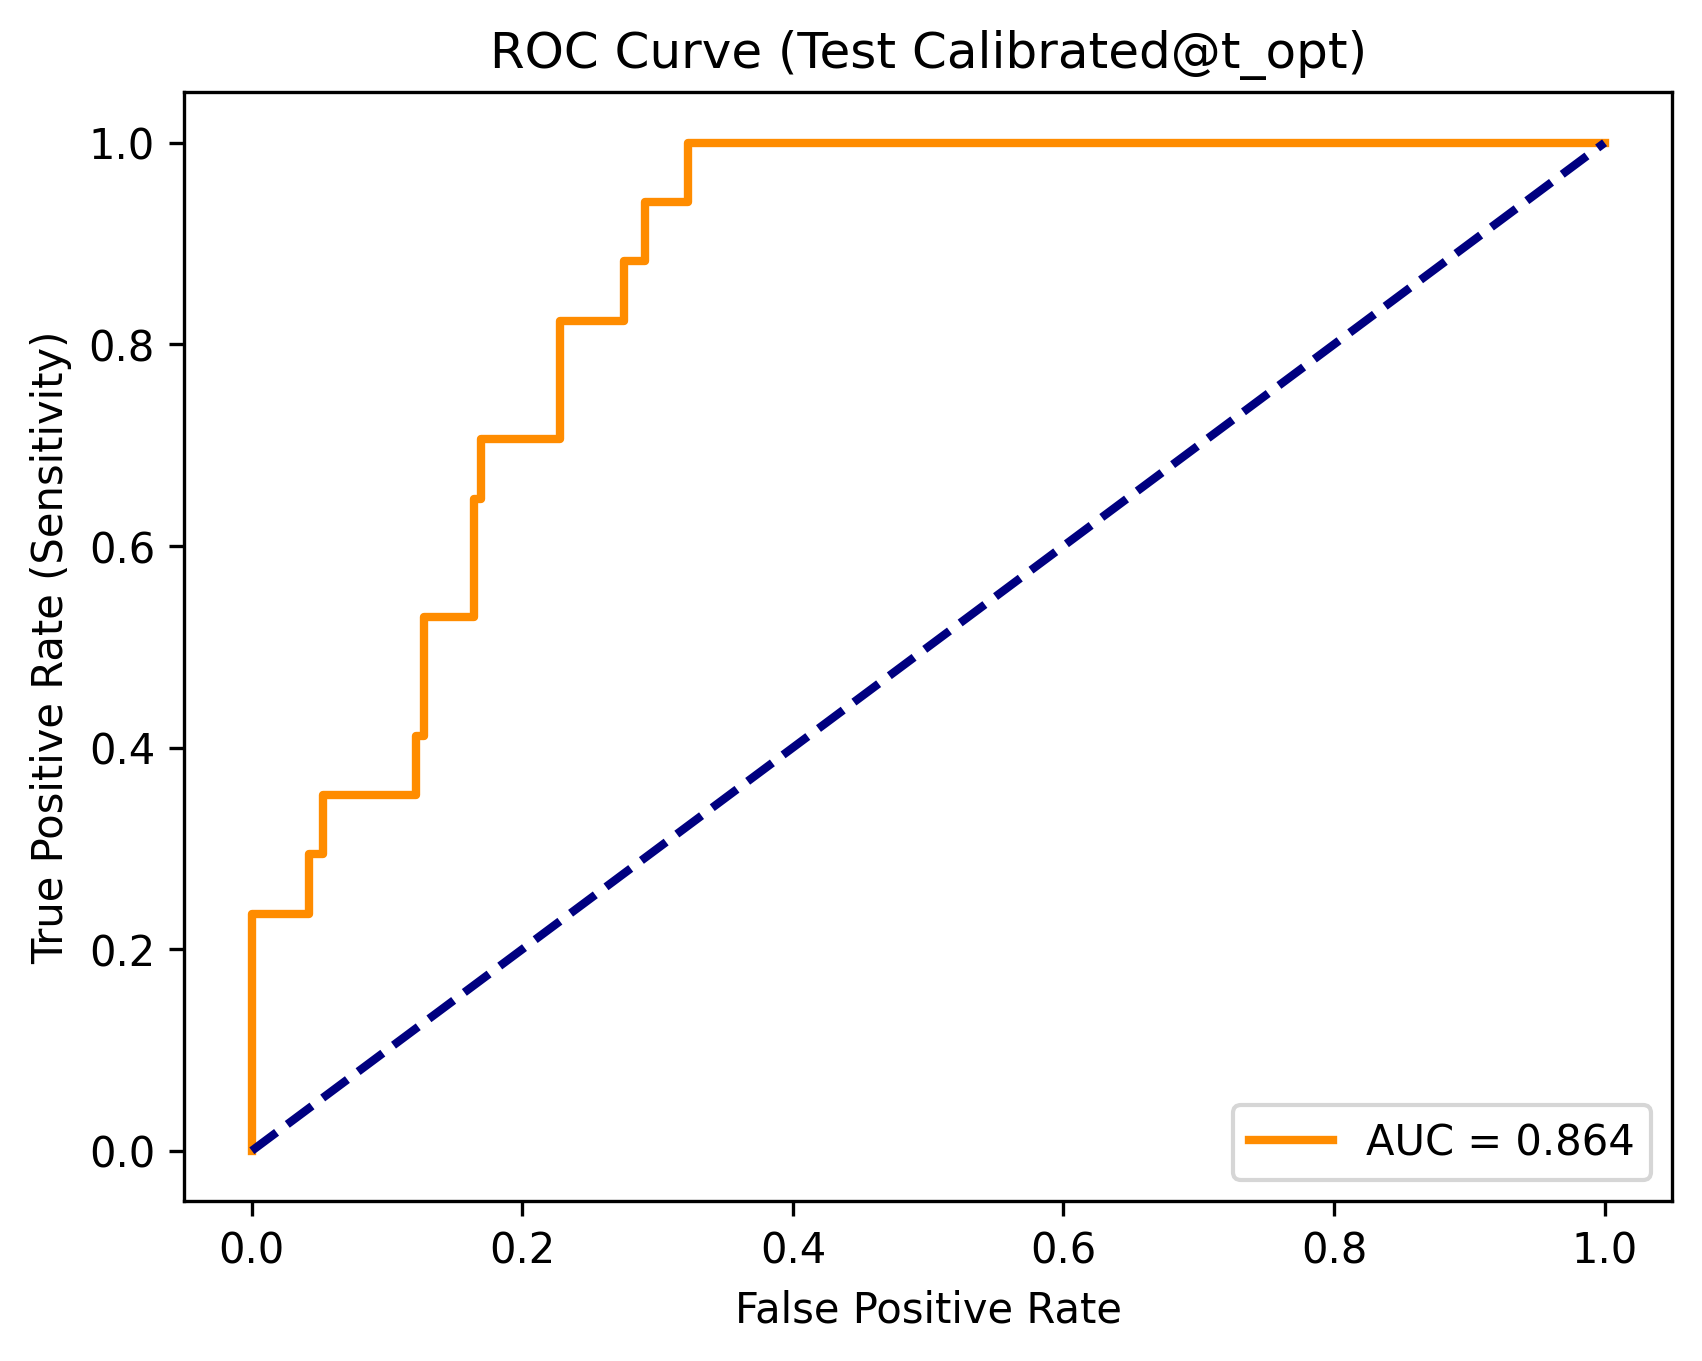 ROC Curve (Test Calibrated@t_opt)
True Positive Rate (Sensitivity)
1.0
0.8
0.6
0.4
0.2
0.0
AUC = 0.864
0.0 0.2 0.4 0.6 0.8 1.0
False Positive Rate